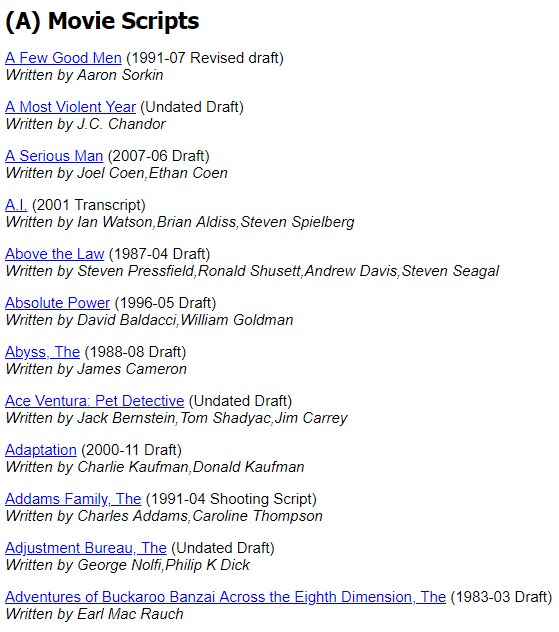 (A) Movie Scripts
A Few Good Men (1991-07 Revised draft)
Written by Aaron Sorkin
A Most Violent Year (Undated Draft)
Written by J.C. Chandor
A Serious Man (2007-06 Draft)
Written by Joel Coen,Ethan Coen
A.I. (2001 Transcript)
Written by Ian Watson,Brian Aldiss,Steven Spielberg
Above the Law (1987-04 Draft)
Written by Steven Pressfield,Ronald Shusett,Andrew Davis,Steven Seagal
Absolute Power (1996-05 Draft)
Written by David Baldacci,William Goldman
Abyss, The (1988-08 Draft)
Written by James Cameron
Ace Ventura: Pet Detective (Undated Draft)
Written by Jack Bernstein,Tom Shadyac,Jim Carrey
Adaptation (2000-11 Draft)
Written by Charlie Kaufman,Donald Kaufman
Addams Family, The (1991-04 Shooting Script)
Written by Charles Addams,Caroline Thompson
Adjustment Bureau, The (Undated Draft)
Written by George Nolfi,Philip K Dick
Adventures of Buckaroo Banzai Across the Eighth Dimension, The (1983-03 Draft)
Written by Earl Mac Rauch